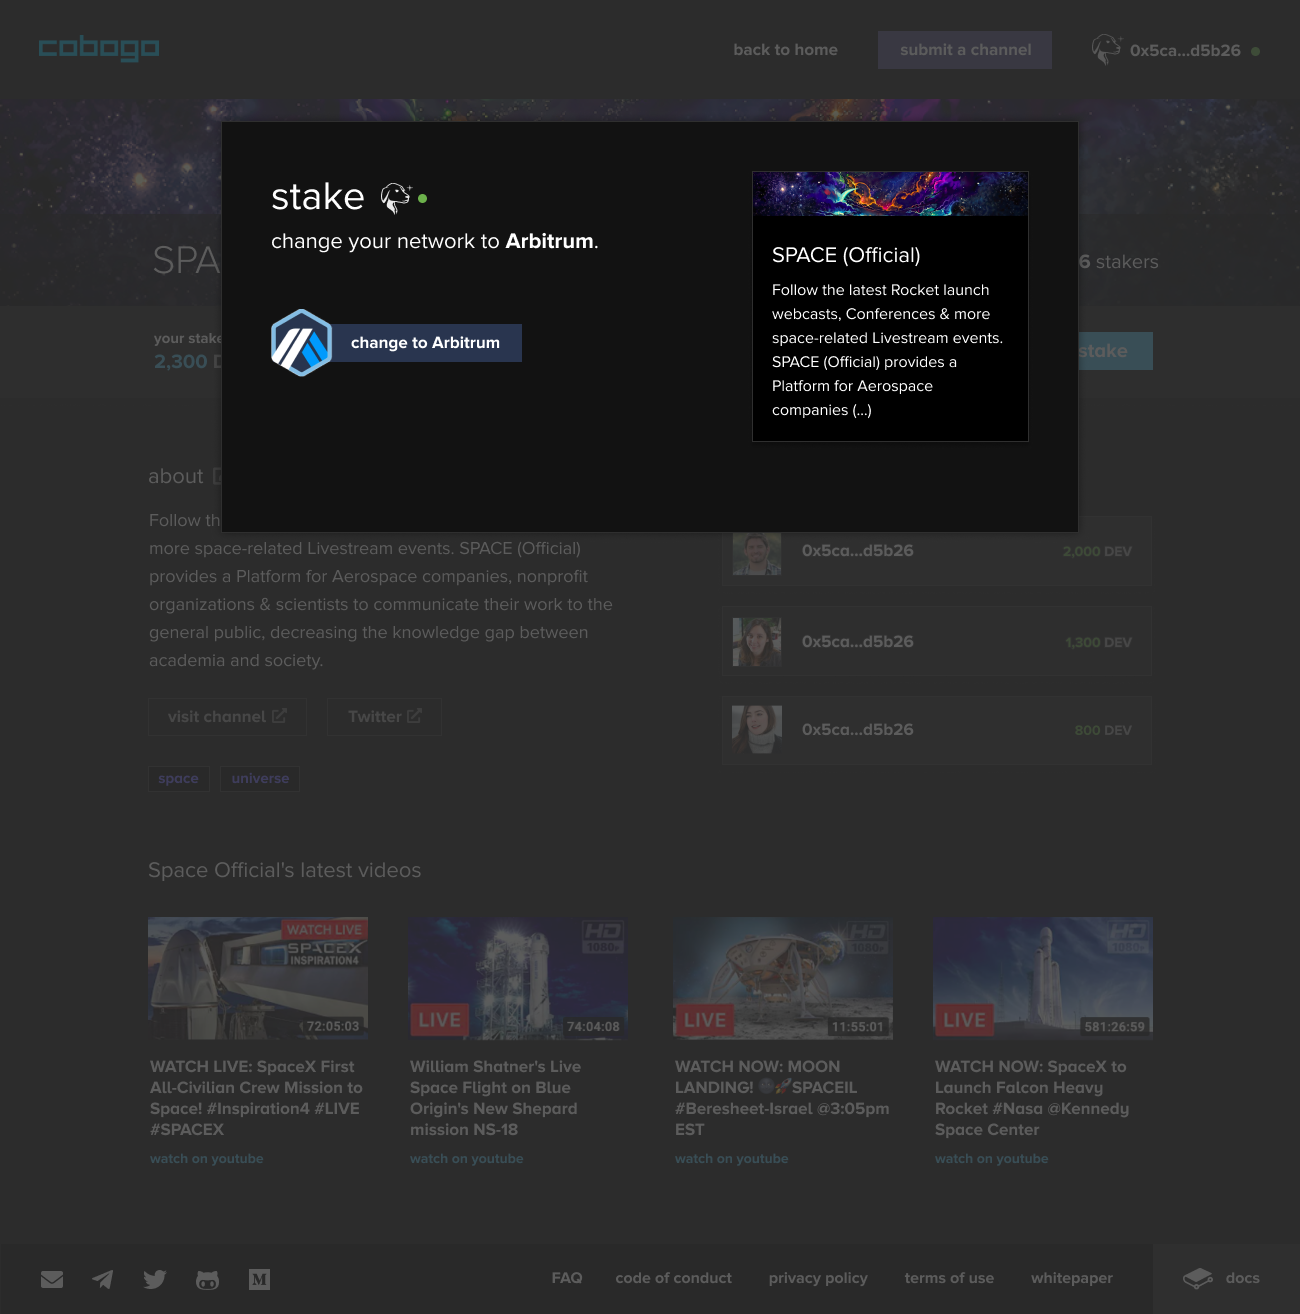 cobogo
back to home
submit a channel
0x5ca...d5b26
SPA
6 stakers
your stake
2,300 D
stake
stake
change your network to Arbitrum.
change to Arbitrum
SPACE (Official)
Follow the latest Rocket launch
webcasts, Conferences & more
space-related Livestream events.
SPACE (Official) provides a
Platform for Aerospace
companies (...)
about
Follow th
more space-related Livestream events. SPACE (Official)
provides a Platform for Aerospace companies, nonprofit
organizations & scientists to communicate their work to the
general public, decreasing the knowledge gap between
academia and society.
visit channel
Twitter
space
universe
0x5ca...d5b26
2,000 DEV
0x5ca...d5b26
1,300 DEV
0x5ca...d5b26
800 DEV
Space Official's latest videos
WATCH LIVE
SPACEX
INSPIRATION4
72:05:03
HD
1080P
LIVE
74:04:08
HD
1080P
LIVE
11:55:01
HD
1080P
LIVE
581:26:59
WATCH LIVE: SpaceX First
All-Civilian Crew Mission to
Space! #Inspiration4 #LIVE
#SPACEX
watch on youtube
William Shatner's Live
Space Flight on Blue
Origin's New Shepard
mission NS-18
watch on youtube
WATCH NOW: MOON
LANDING! 🌚🚀SPACEIL
#Beresheet-Israel @3:05pm
EST
watch on youtube
WATCH NOW: SpaceX to
Launch Falcon Heavy
Rocket #Nasa @Kennedy
Space Center
watch on youtube
M
FAQ
code of conduct
privacy policy
terms of use
whitepaper
docs